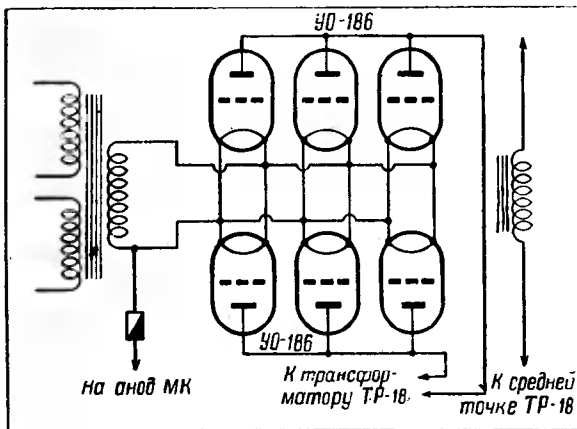 УО-186
УО-186
На анод МК
К трансфор-
матору ТР-18
К средней
точке ТР-18